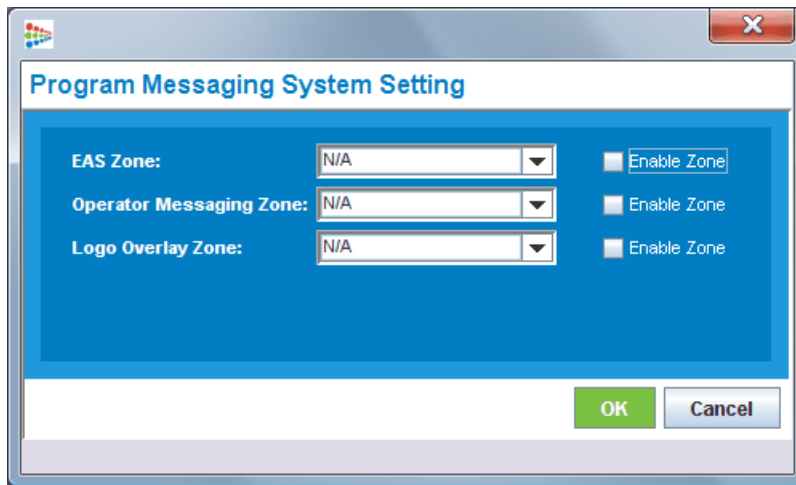 Program Messaging System Setting
EAS Zone: N/A Enable Zone
Operator Messaging Zone: N/A Enable Zone
Logo Overlay Zone: N/A Enable Zone
OK Cancel